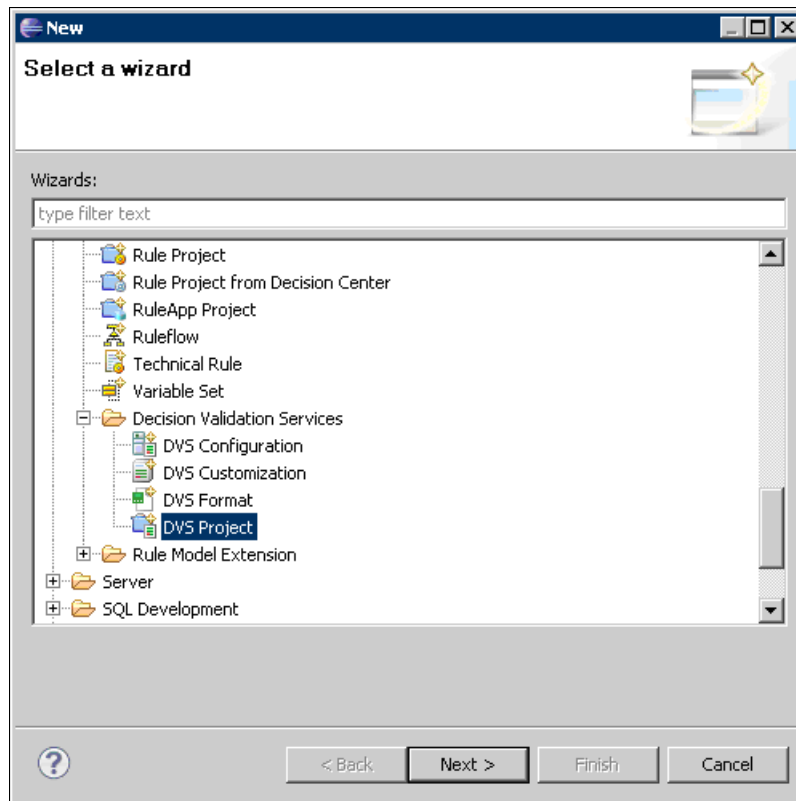 New
Select a wizard
Wizards:
type filter text
Rule Project
Rule Project from Decision Center
RuleApp Project
Ruleflow
Technical Rule
Variable Set
Decision Validation Services
DVS Configuration
DVS Customization
DVS Format
DVS Project
Rule Model Extension
Server
SQL Development
? < Back Next > Finish Cancel